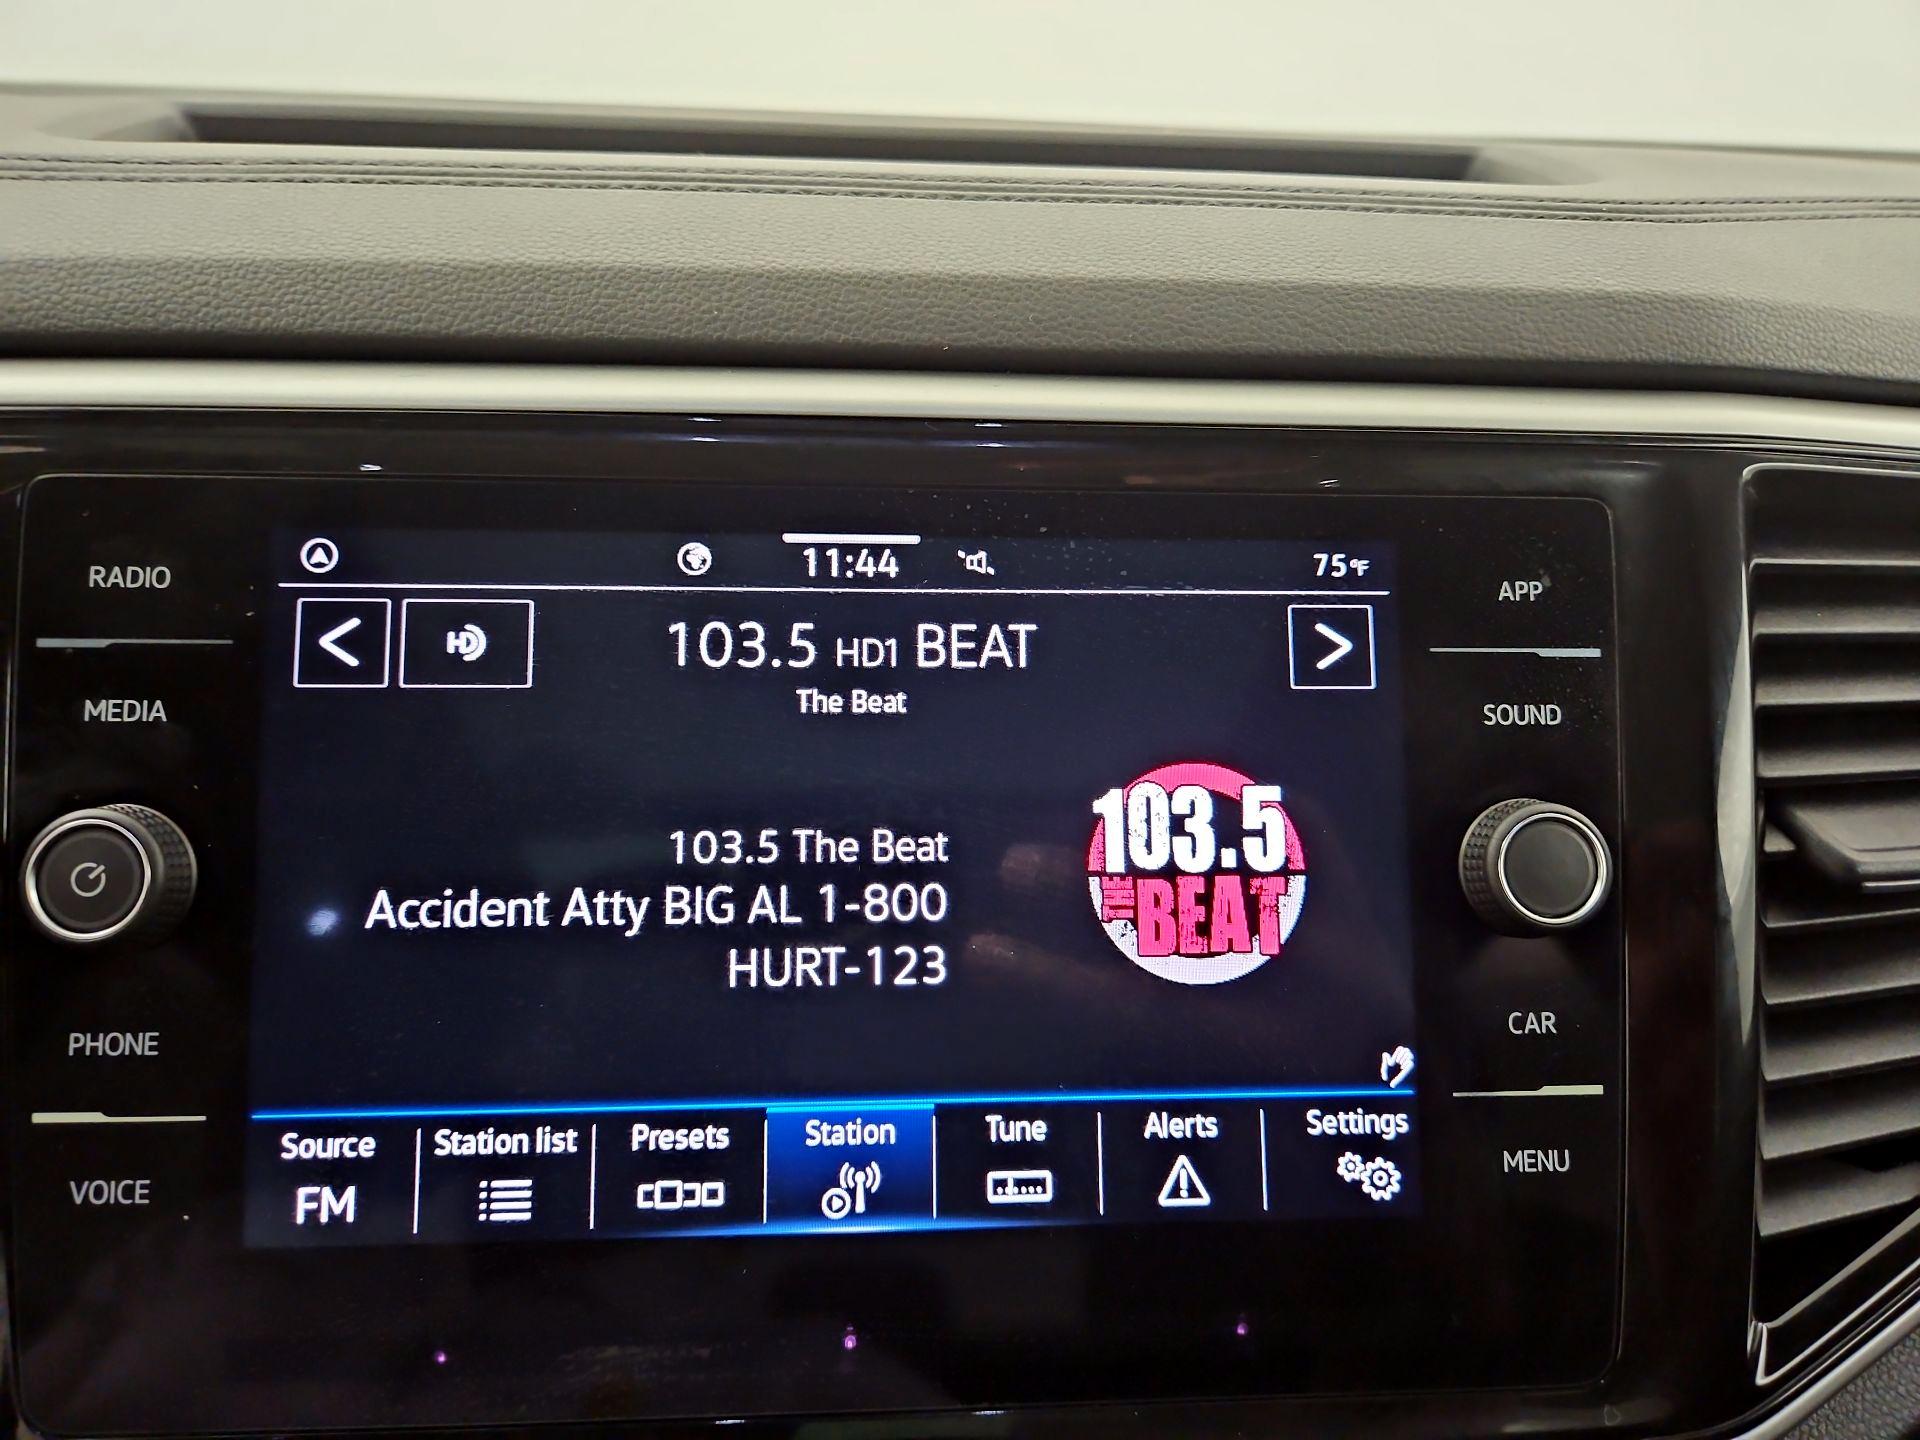 RADIO
MEDIA
PHONE
VOICE
11:44
75°F
HD
103.5 HD1 BEAT
The Beat
103.5 The Beat
Accident Atty BIG AL 1-800
HURT-123
103.5
THE BEAT
Source
FM
Station list
Presets
Station
Tune
Alerts
Settings
APP
SOUND
CAR
MENU